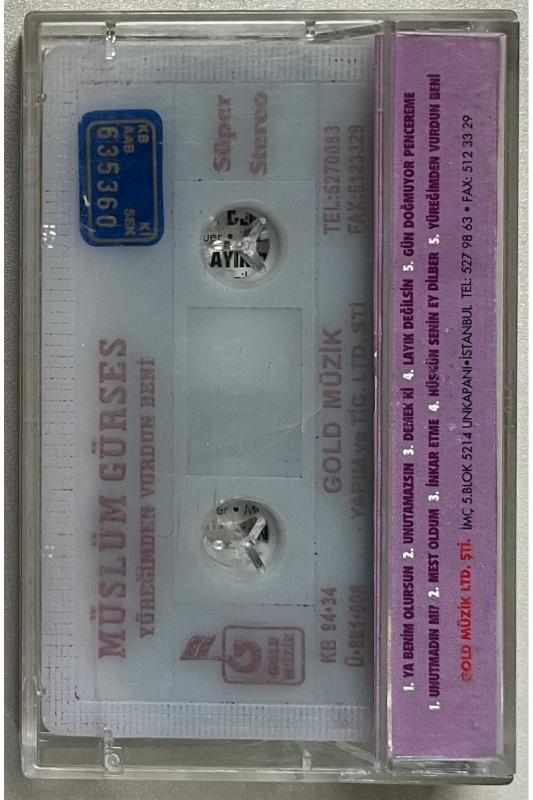 MÜSLÜM GÜRSES
YÜREĞİMDEN VURDUN BENİ
KB
AAB
635360
KI
SEK
Süper
Stereo
GOLD
MÜZİK
KB 94-34
GOLD MÜZİK
YAPIM ve TİC. LTD. ŞTİ
TEL:5270083
FAX:5123329
1. YA BENİM OLURSUN 2. UNUTAMAZSIN 3. DEMEK Kİ 4. LAYIK DEĞİLSİN 5. GÜN DOĞMUYOR PENCEREME
1. UNUTMADIN MI? 2. MEST OLDUM 3. İNKAR ETME 4. HÜSNÜN SENİN EY DİLBER 5. YÜREĞİMDEN VURDUN BENİ
GOLD MÜZİK LTD. ŞTİ. İMÇ 5.BLOK 5214 UNKAPANI•İSTANBUL TEL: 527 98 63 • FAX: 512 33 29